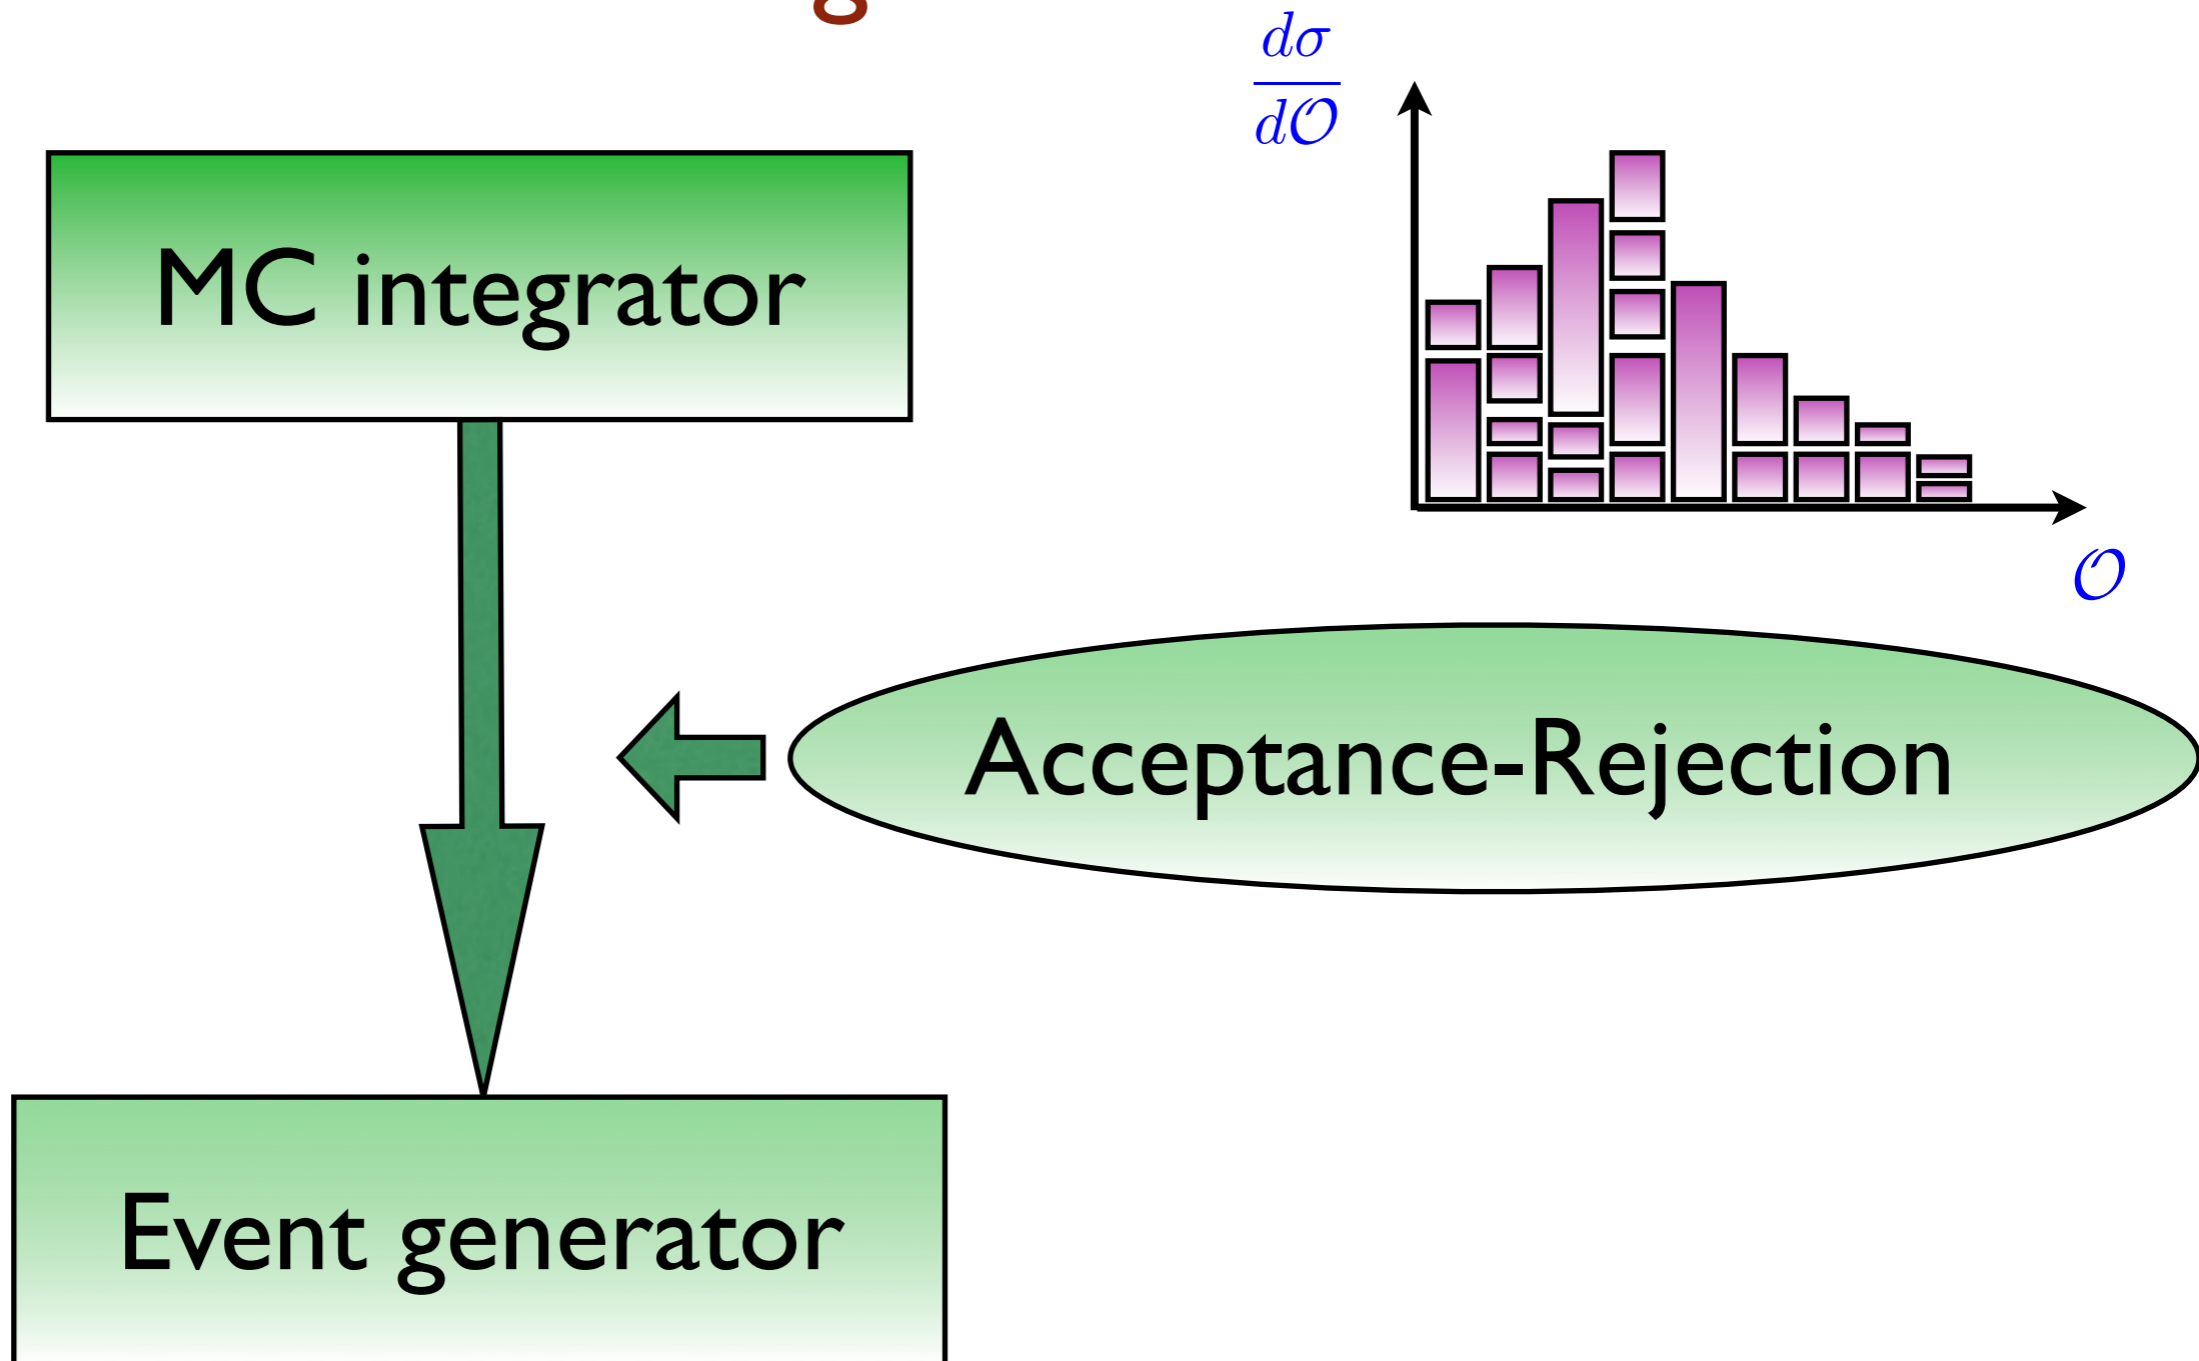 dσ
dO
MC integrator
O
Acceptance-Rejection
Event generator